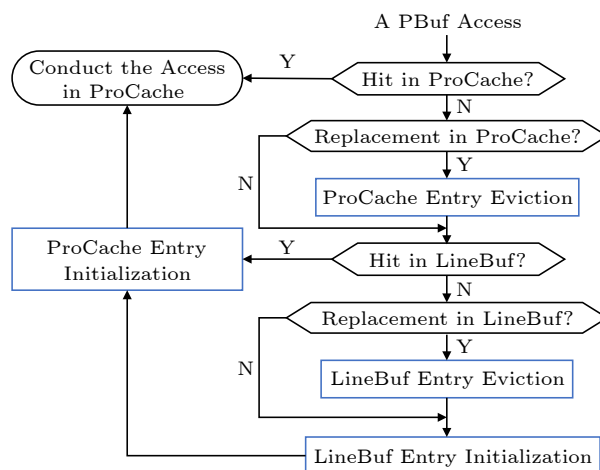 A PBuf Access
Conduct the Access
in ProCache
Y
Hit in ProCache?
N
Replacement in ProCache?
Y
N
ProCache Entry Eviction
ProCache Entry
Initialization
Y
Hit in LineBuf?
N
Replacement in LineBuf?
Y
N
LineBuf Entry Eviction
LineBuf Entry Initialization